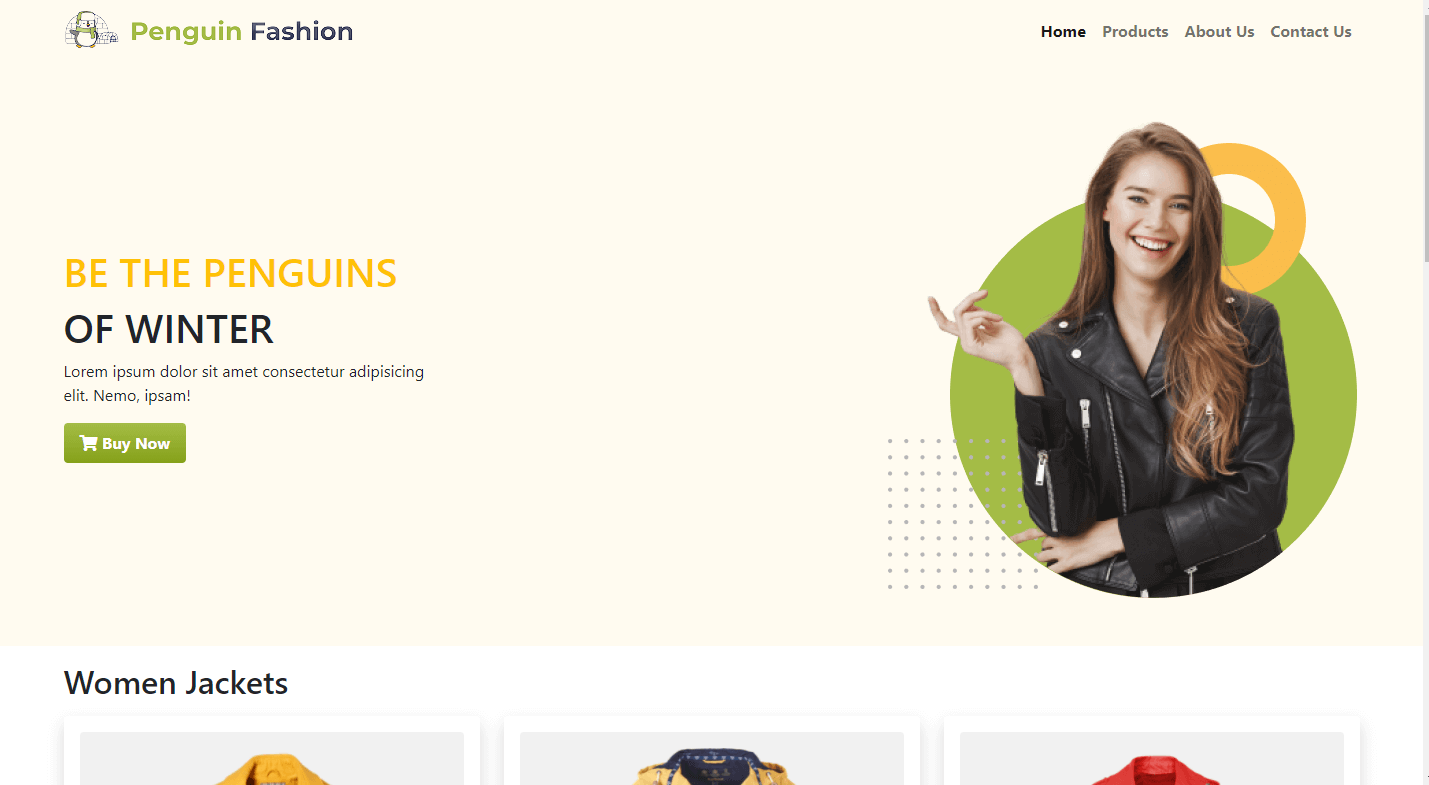 Penguin Fashion
Home Products About Us Contact Us
BE THE PENGUINS
OF WINTER
Lorem ipsum dolor sit amet consectetur adipisicing
elit. Nemo, ipsam!
Buy Now
Women Jackets